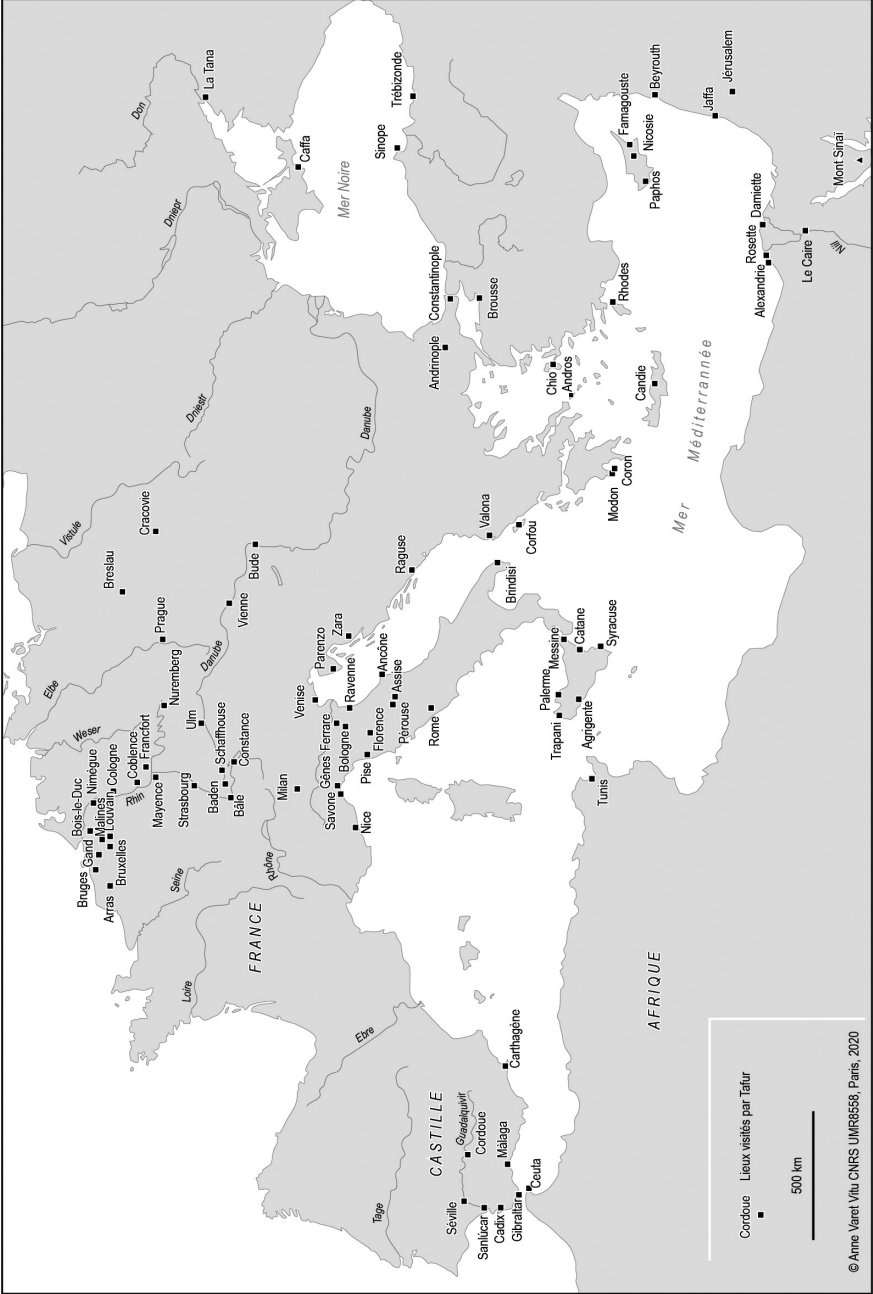 Don
La Tana
Dniepr
Caffa
Mer Noire
Sinope
Trébizonde
Dniestr
Danube
Constantinople
Brousse
Andrinople
Vistule
Cracovie
Breslau
Prague
Elbe
Weser
Nuremberg
Danube
Vienne
Bude
Ulm
Schaffhouse
Constance
Bois-le-Duc
Nimègue
Cologne
Coblence
Francfort
Malines
Louvain
Bruges
Gand
Arras
Bruxelles
Rhin
Mayence
Strasbourg
Baden
Bâle
Seine
Loire
FRANCE
Rhône
Milan
Venise
Parenzo
Zara
Raguse
Ravenne
Ancône
Assise
Gênes
Ferrare
Bologne
Savone
Pise
Florence
Pérouse
Nice
Rome
Valona
Corfou
Brindisi
Messine
Catane
Syracuse
Palerme
Trapani
Agrigente
Tunis
Modon
Coron
Chio
Andros
Candie
Rhodes
Famagouste
Nicosie
Paphos
Beyrouth
Jaffa
Jérusalem
Mont Sinaï
Damiette
Rosette
Alexandrie
Le Caire
Nil
Mer Méditerrannée
Ebre
Carthagène
CASTILLE
Guadalquivir
Cordoue
Málaga
Tage
Séville
Sanlúcar
Cadix
Gibraltar
Ceuta
AFRIQUE
Cordoue Lieux visités par Tafur
500 km
© Anne Varet Vitu CNRS UMR8558, Paris, 2020